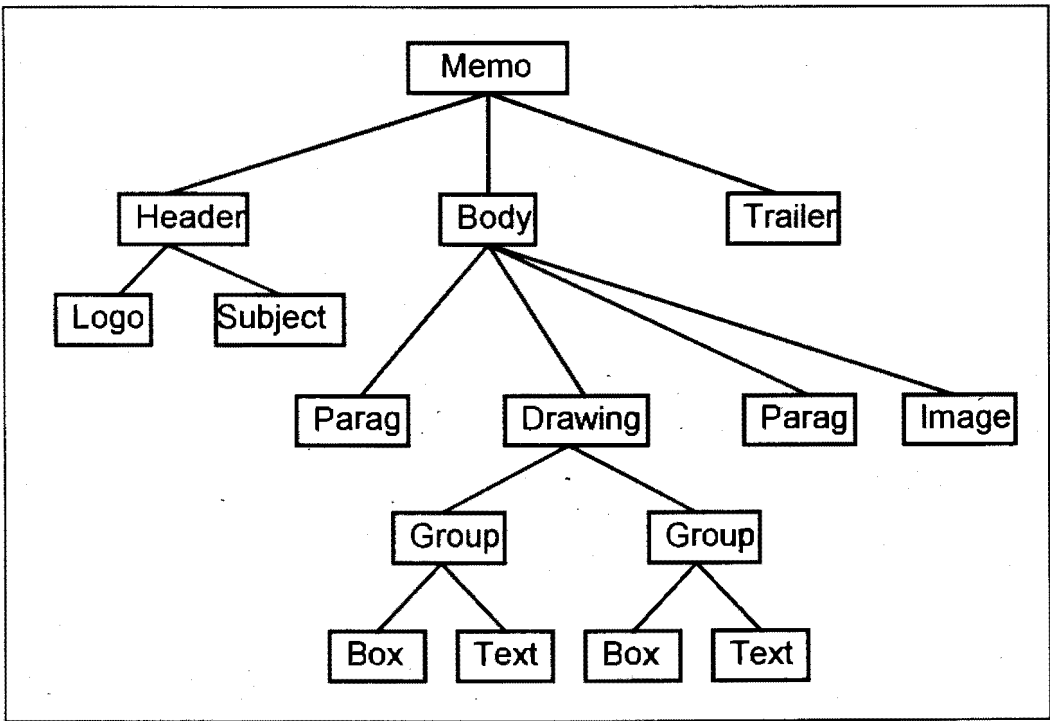 Memo
Header Body Trailer
Logo Subject
Parag Drawing Parag Image
Group Group
Box Text Box Text